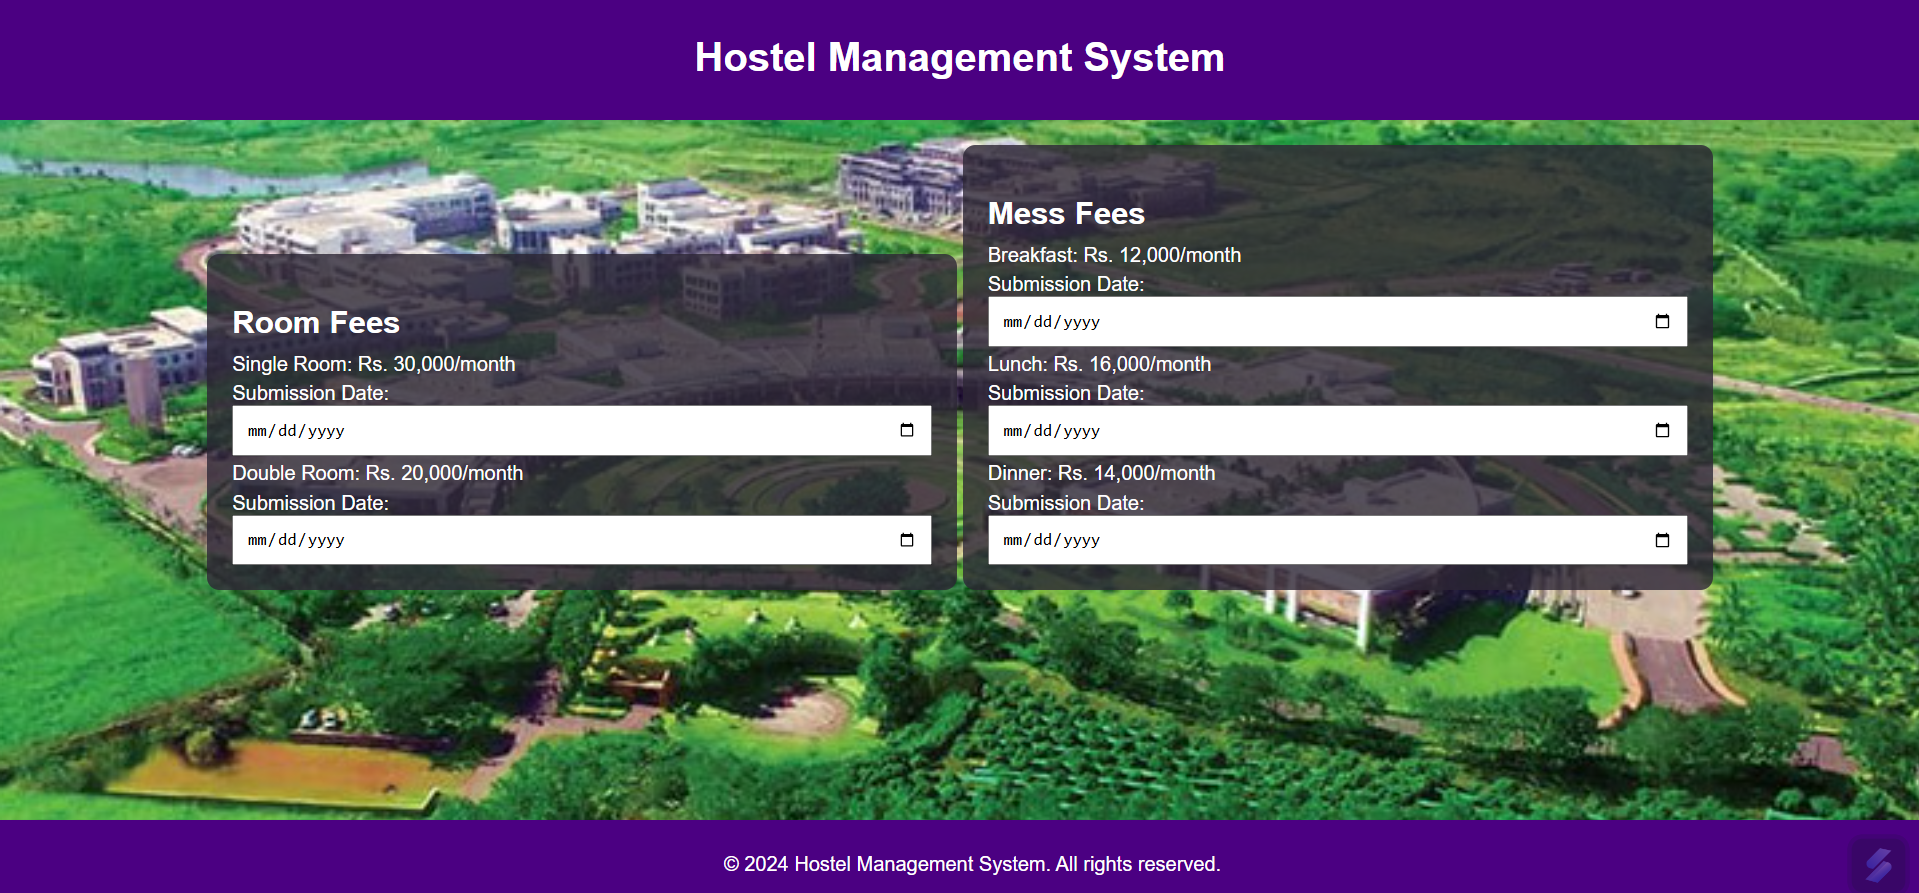 Hostel Management System
Room Fees
Single Room: Rs. 30,000/month
Submission Date:
mm/dd/yyyy
Double Room: Rs. 20,000/month
Submission Date:
mm/dd/yyyy
Mess Fees
Breakfast: Rs. 12,000/month
Submission Date:
mm/dd/yyyy
Lunch: Rs. 16,000/month
Submission Date:
mm/dd/yyyy
Dinner: Rs. 14,000/month
Submission Date:
mm/dd/yyyy
© 2024 Hostel Management System. All rights reserved.